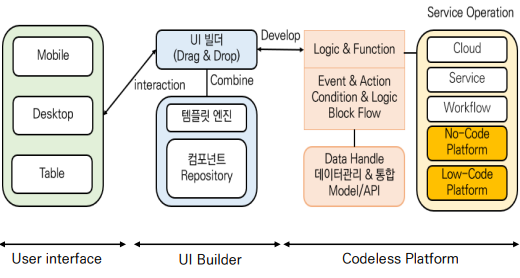 Service Operation
Mobile
Desktop
Table
interaction
UI 빌더
(Drag & Drop)
Combine
템플릿 엔진
컴포넌트
Repository
Develop
Logic & Function
Event & Action
Condition & Logic
Block Flow
Data Handle
데이터관리 & 통합
Model/API
Cloud
Service
Workflow
No-Code
Platform
Low-Code
Platform
User interface
UI Builder
Codeless Platform